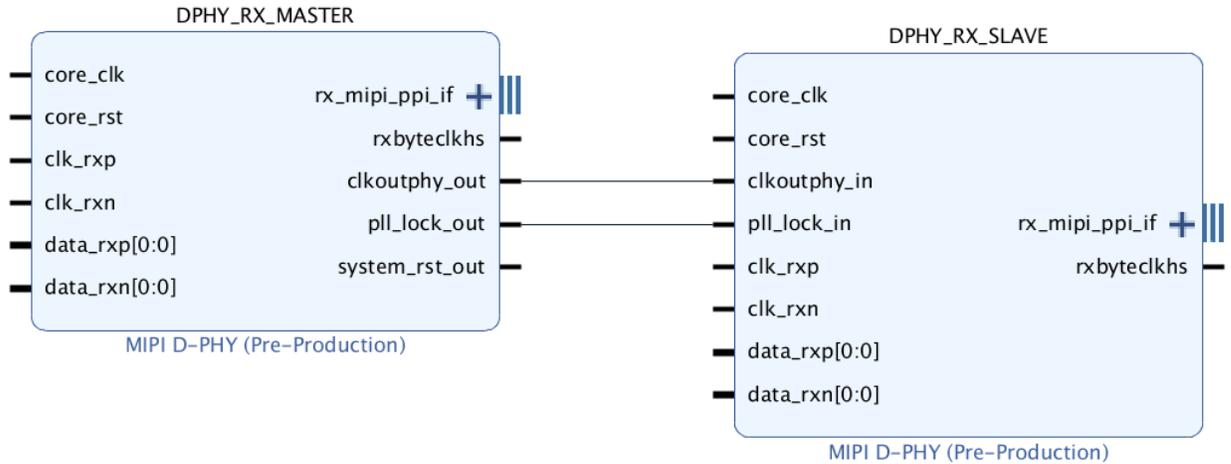 DPHY_RX_MASTER
core_clk
core_rst
clk_rxp
clk_rxn
data_rxp[0:0]
data_rxn[0:0]
rx_mipi_ppi_if
rxbyteclkhs
clkoutphy_out
pll_lock_out
system_rst_out
MIPI D-PHY (Pre-Production)
DPHY_RX_SLAVE
core_clk
core_rst
clkoutphy_in
pll_lock_in
clk_rxp
clk_rxn
data_rxp[0:0]
data_rxn[0:0]
rx_mipi_ppi_if
rxbyteclkhs
MIPI D-PHY (Pre-Production)